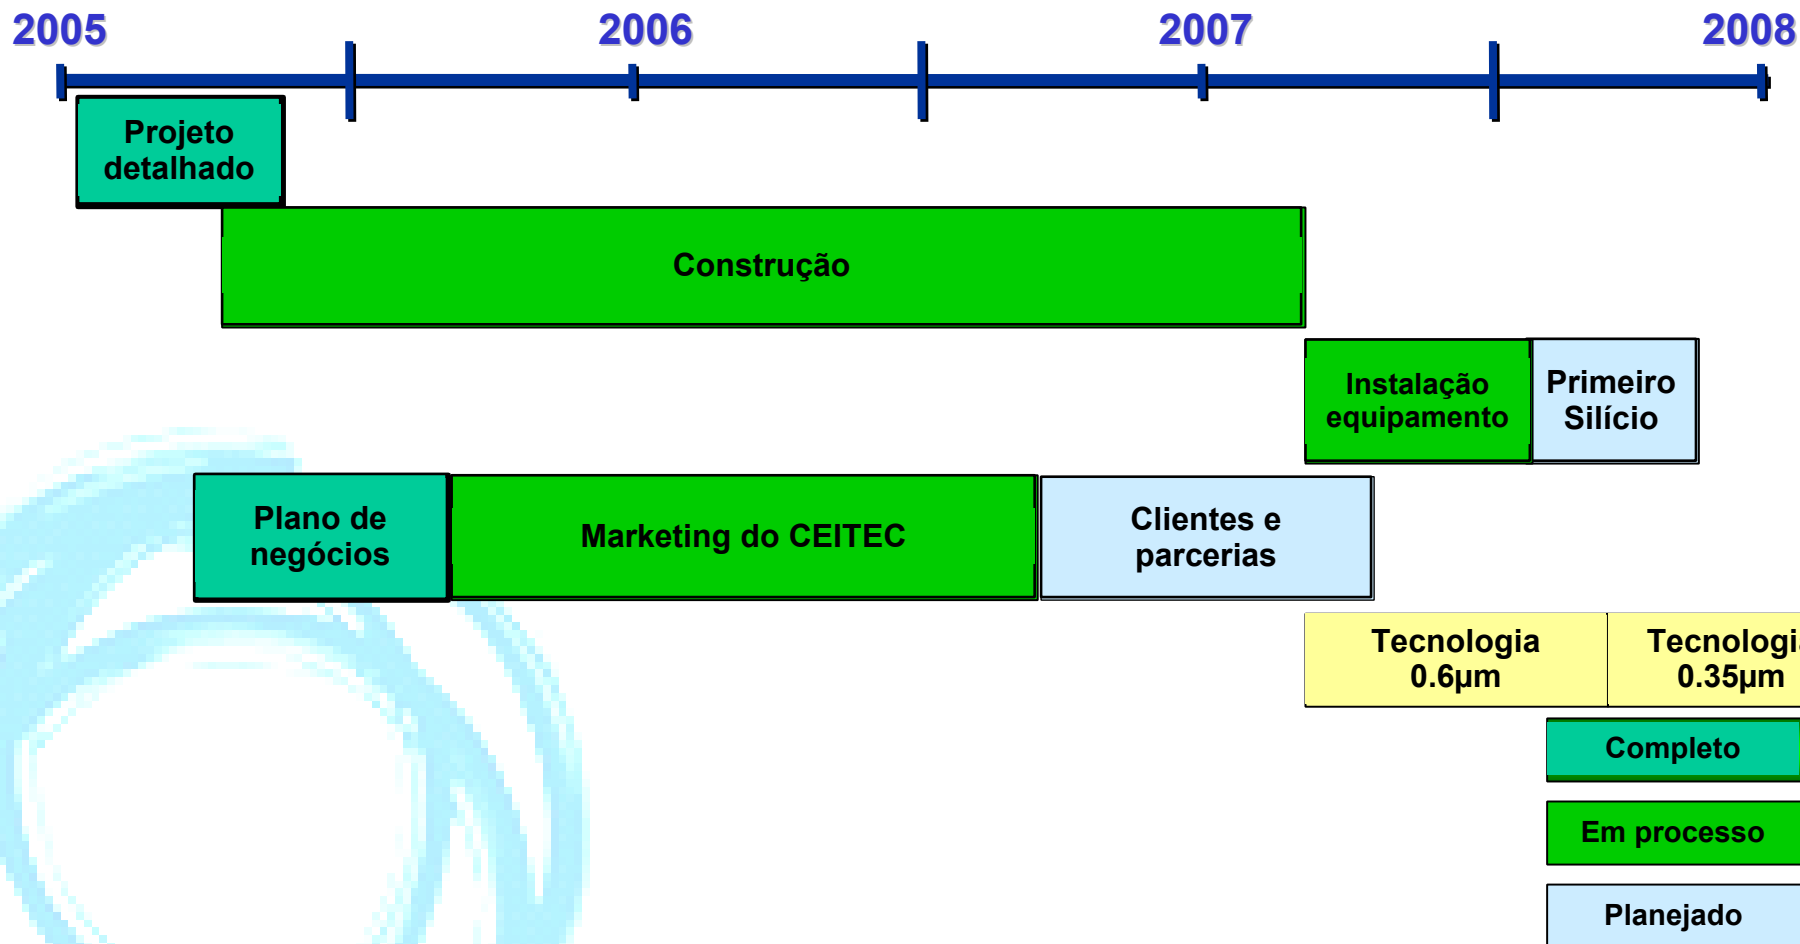 2005 2006 2007 2008
Projeto
detalhado
Construção
Instalação
equipamento
Primeiro
Silício
Plano de
negócios
Marketing do CEITEC
Clientes e
parcerias
Tecnologia
0.6µm
Tecnologia
0.35µm
Completo
Em processo
Planejado